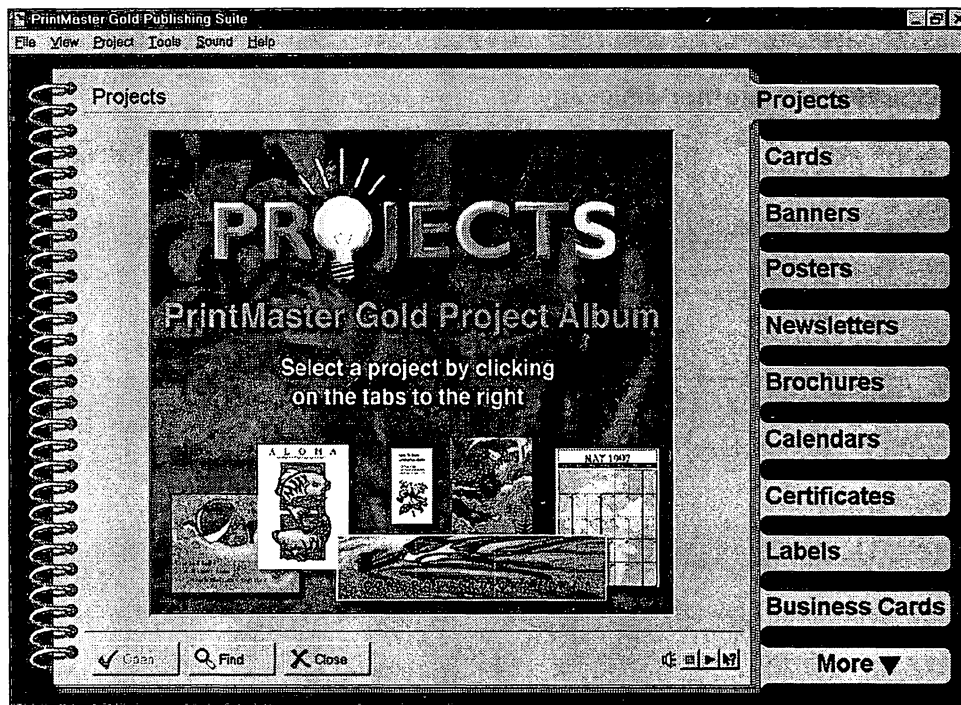 PrintMaster Gold Publishing Suite
File View Project Tools Sound Help
Projects
PROJECTS
PrintMaster Gold Project Album
Select a project by clicking
on the tabs to the right
ALOHA
MAY 1997
Open
Find
Close
Projects
Cards
Banners
Posters
Newsletters
Brochures
Calendars
Certificates
Labels
Business Cards
More